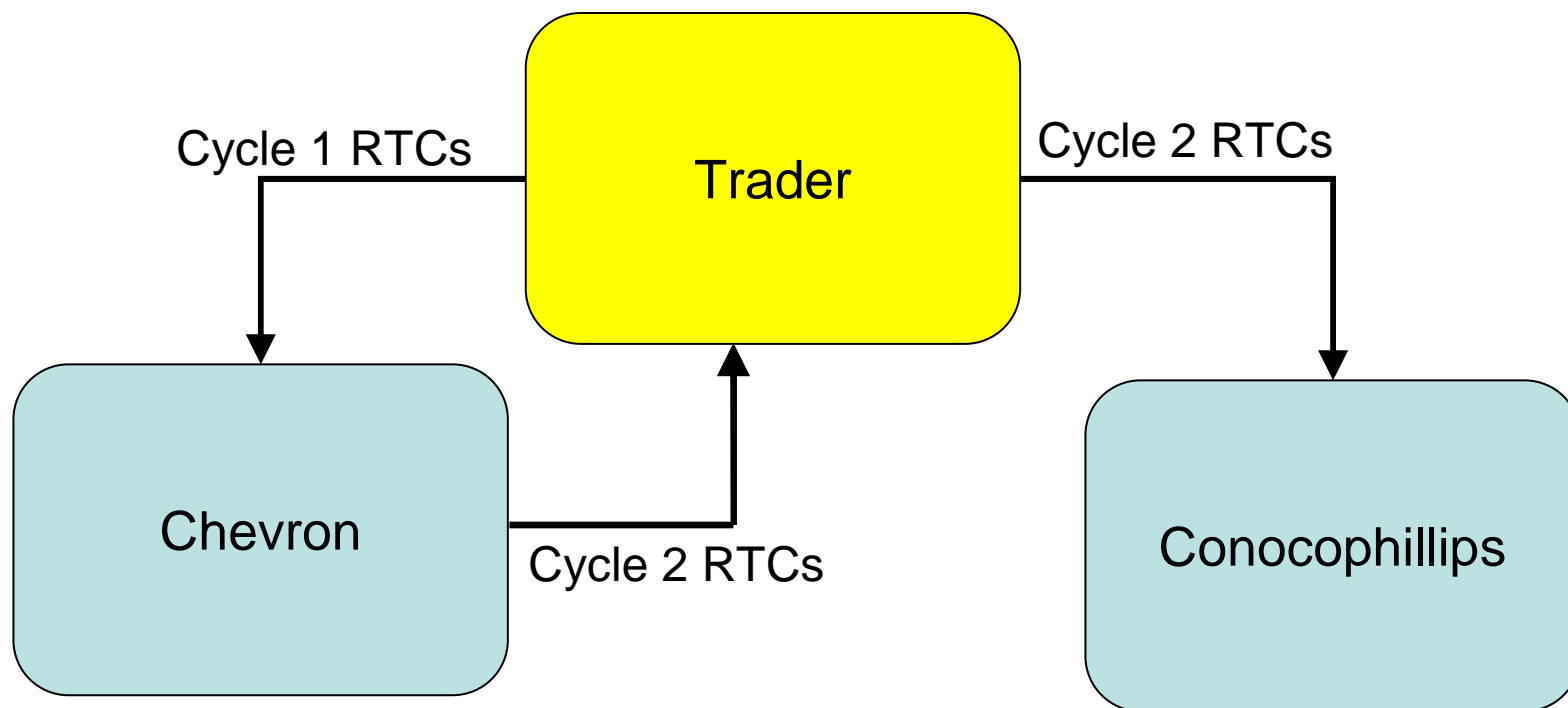 Cycle 1 RTCs
Trader
Cycle 2 RTCs
Chevron
Cycle 2 RTCs
Conocophillips